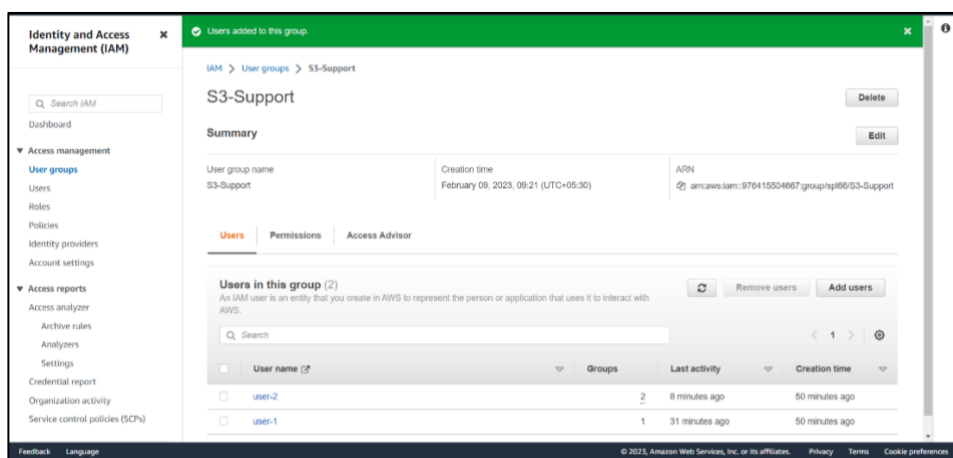 Identity and Access
Management (IAM)
Search IAM
Dashboard
Access management
User groups
Users
Roles
Policies
Identity providers
Account settings
Access reports
Access analyzer
Archive rules
Analyzers
Settings
Credential report
Organization activity
Service control policies (SCPs)
Users added to this group.
IAM > User groups > S3-Support
S3-Support
Delete
Summary
Edit
User group name
S3-Support
Creation time
February 09, 2023, 09:21 (UTC+05:30)
ARN
arn:aws:iam::976415504667:group/spl66/S3-Support
Users Permissions Access Advisor
Users in this group (2)
An IAM user is an entity that you create in AWS to represent the person or application that uses it to interact with
AWS.
Remove users Add users
Search
1
User name Groups Last activity Creation time
user-2 2 8 minutes ago 50 minutes ago
user-1 1 31 minutes ago 50 minutes ago
Feedback Language © 2023, Amazon Web Services, Inc. or its affiliates. Privacy Terms Cookie preferences